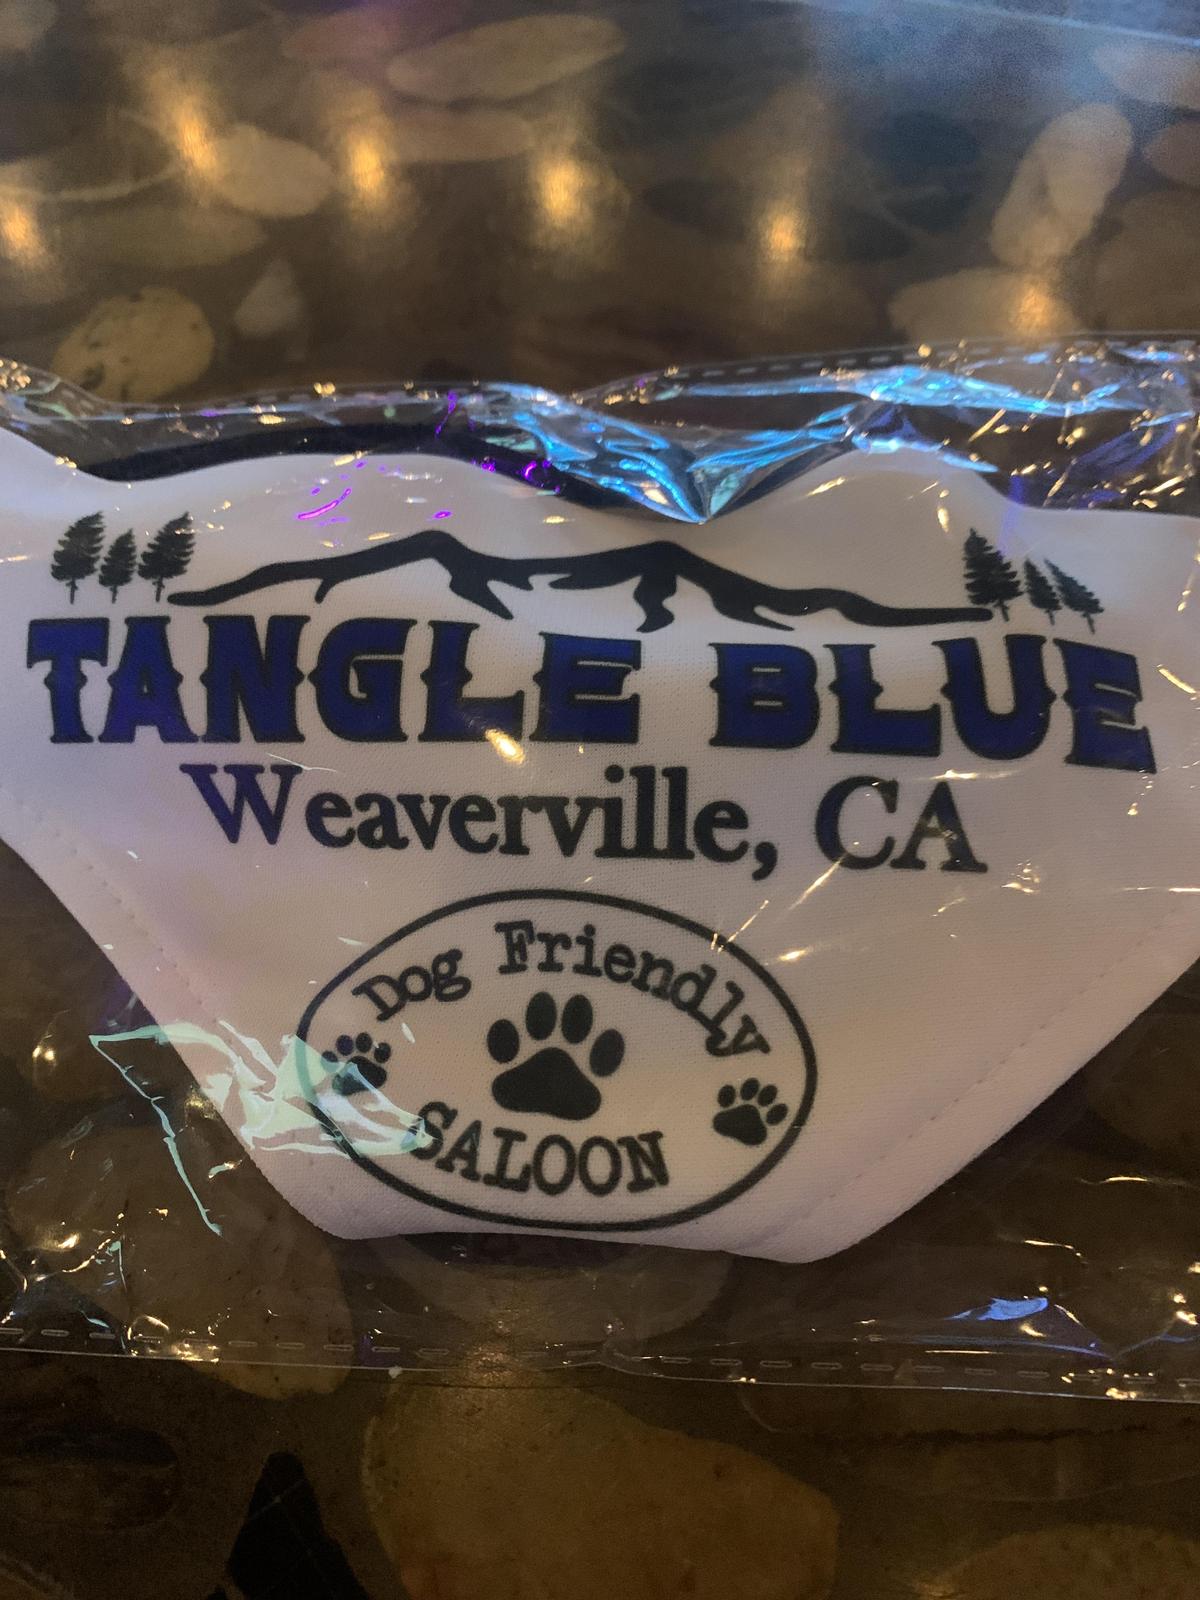 TANGLE BLUE
Weaverville, CA
Dog Friendly
SALOON